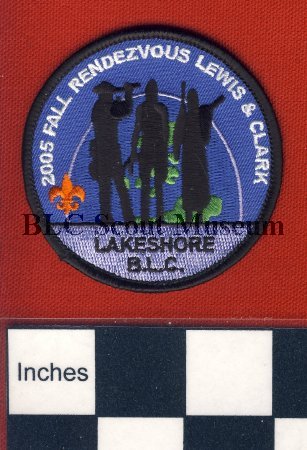 2005 FALL RENDEZVOUS LEWIS & CLARK
BLC Scout Museum
LAKESHORE
B.L.C.
Inches